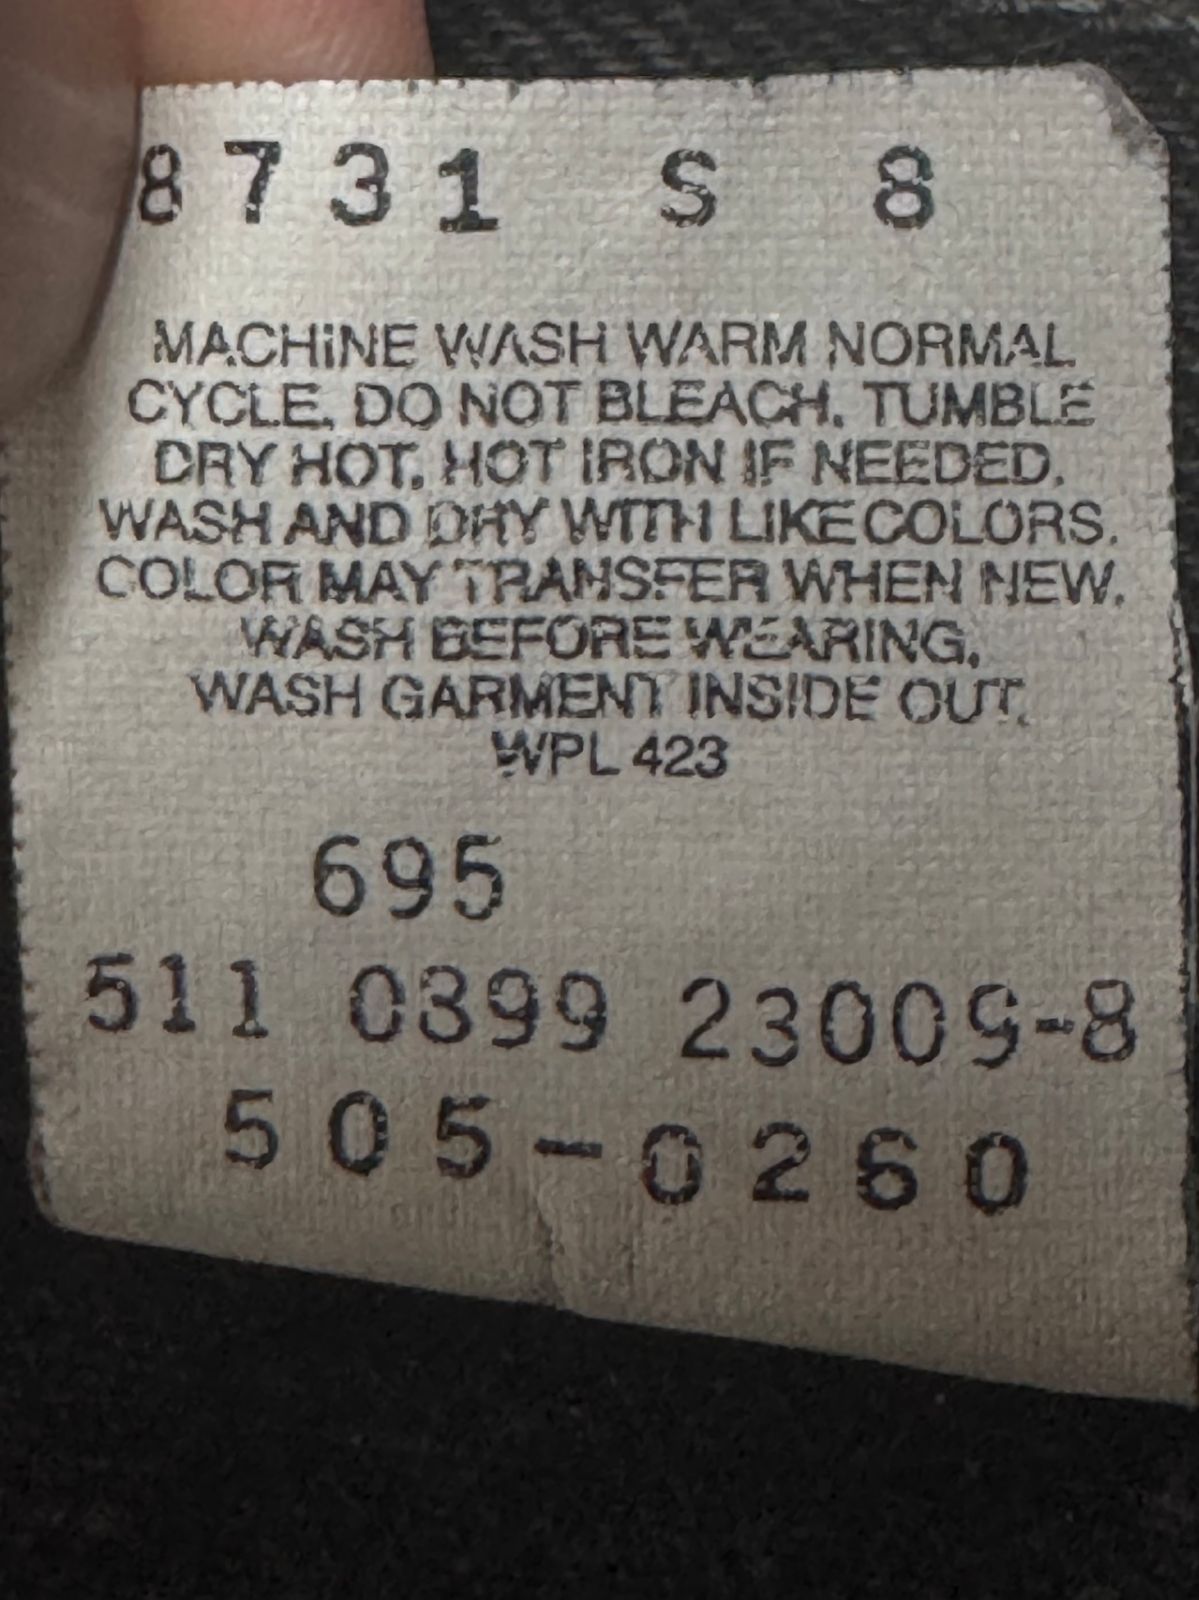 8731 S 8
MACHINE WASH WARM NORMAL
CYCLE. DO NOT BLEACH. TUMBLE
DRY HOT. HOT IRON IF NEEDED.
WASH AND DRY WITH LIKE COLORS.
COLOR MAY TRANSFER WHEN NEW.
WASH BEFORE WEARING.
WASH GARMENT INSIDE OUT.
WPL 423
695
511 0399 23009-8
505-0260